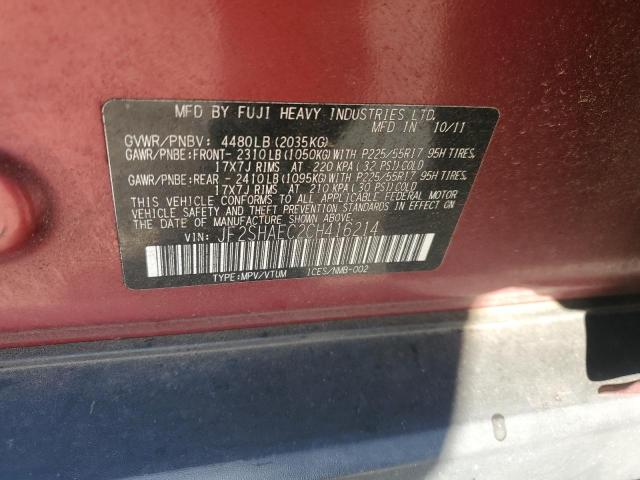 MFD BY FUJI HEAVY INDUSTRIES LTD.
MFD IN 10/11
GVWR/PNBV: 4480LB (2035KG)
GAWR/PNBE:FRONT- 2310LB (1050KG)WITH P225/55R17 95H TIRES,
17X7J RIMS AT 220 KPA (32 PSI)COLD
GAWR/PNBE:REAR - 2410LB (1095KG)WITH P225/55R17 95H TIRES,
17X7J RIMS AT 210 KPA (30 PSI)COLD
THIS VEHICLE CONFORMS TO ALL APPLICABLE FEDERAL MOTOR
VEHICLE SAFETY STANDARDS IN EFFECT ON THE
DATE OF MANUFACTURE SHOWN ABOVE.
VIN: JF2SHAEC2CH416214
TYPE:MPV/VTUM ICES/NMB-002